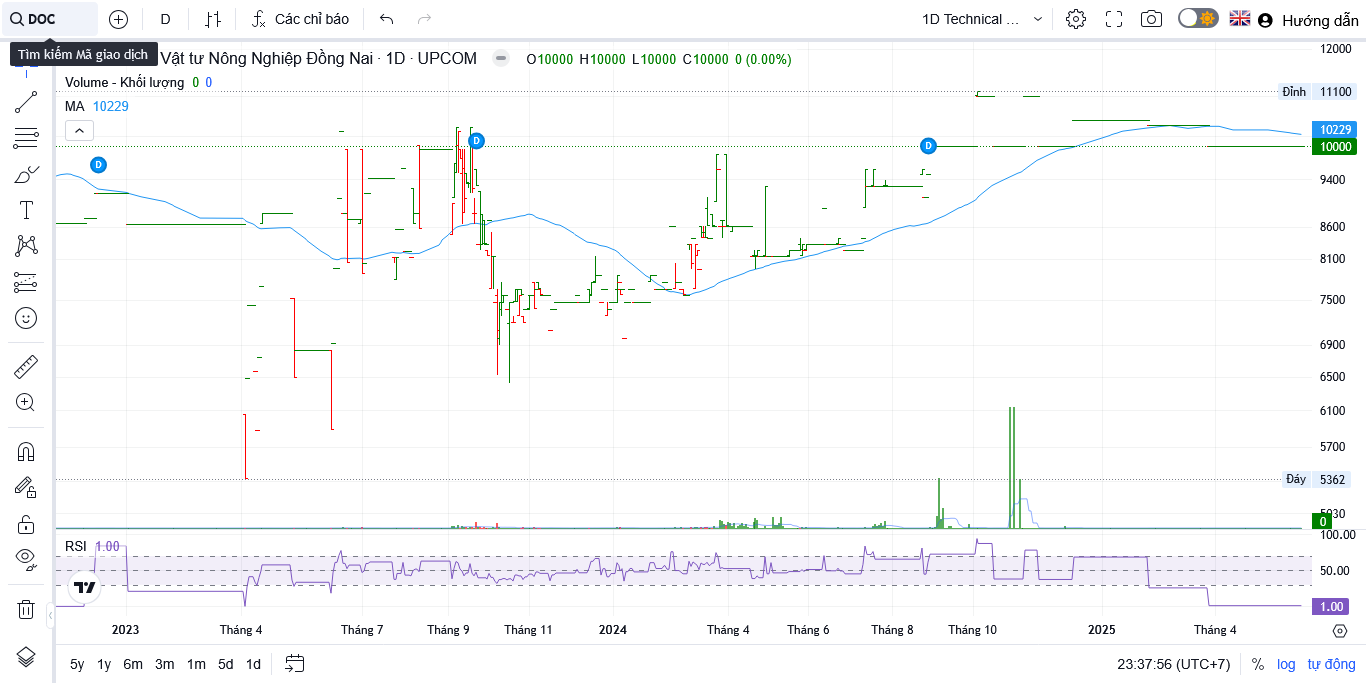 DOC D Các chỉ báo 1D Technical ... Hướng dẫn
Tìm kiếm Mã giao dịch
Vật tư Nông Nghiệp Đồng Nai · 1D · UPCOM O10000 H10000 L10000 C10000 0 (0.00%)
Volume - Khối lượng 0 0
MA 10229
12000
Đỉnh 11100
10229
10000
D
D
D
9400
8600
8100
7500
6900
6500
6100
5700
Đáy 5362
5030
0
RSI 1.00
100.00
50.00
1.00
2023 Tháng 4 Tháng 7 Tháng 9 Tháng 11 2024 Tháng 4 Tháng 6 Tháng 8 Tháng 10 2025 Tháng 4
5y 1y 6m 3m 1m 5d 1d 23:37:56 (UTC+7) % log tự động